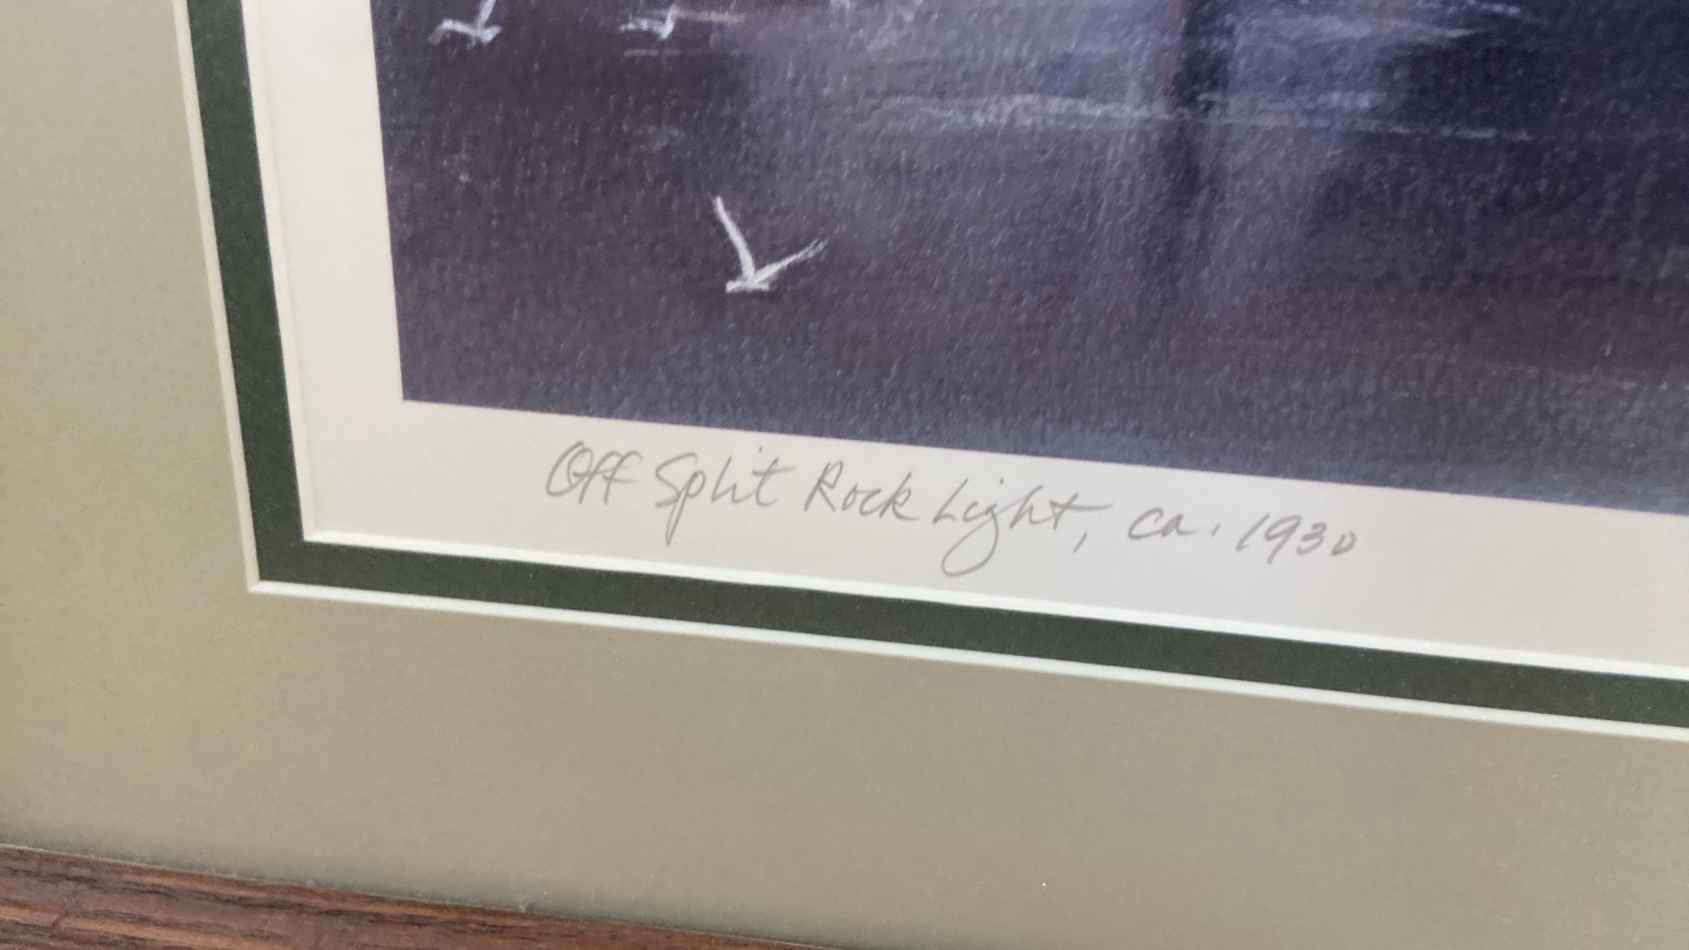 Off Split Rock Light, ca. 1930